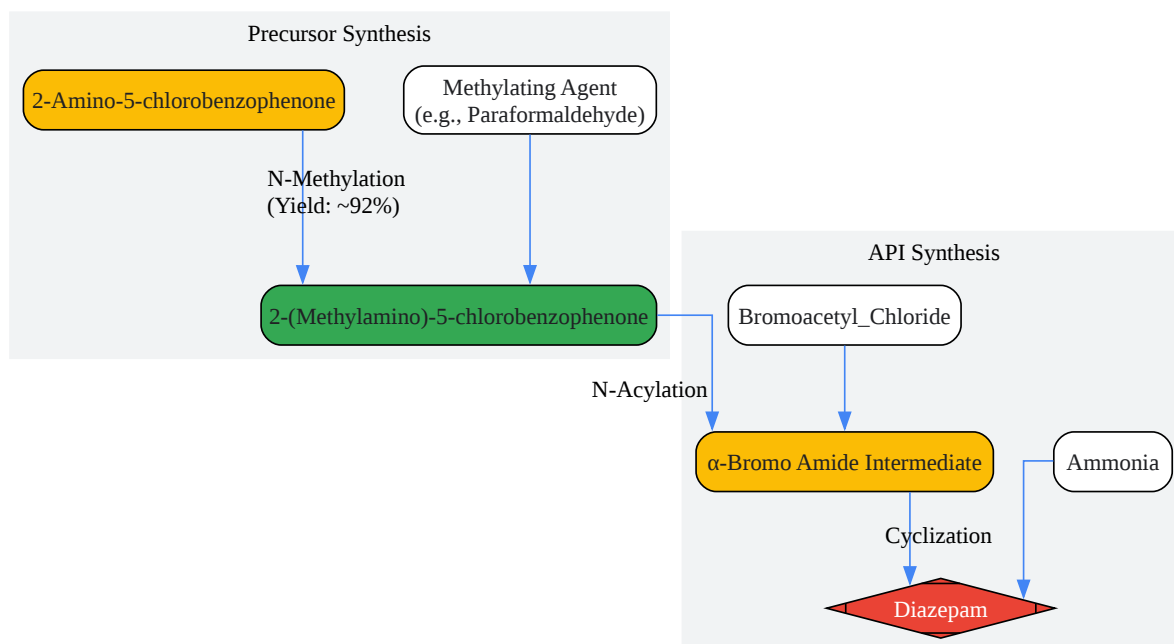 Precursor Synthesis
2-Amino-5-chlorobenzophenone
Methylating Agent
(e.g., Paraformaldehyde)
N-Methylation
(Yield: ~92%)
API Synthesis
2-(Methylamino)-5-chlorobenzophenone
Bromoacetyl_Chloride
N-Acylation
α-Bromo Amide Intermediate
Ammonia
Cyclization
Diazepam